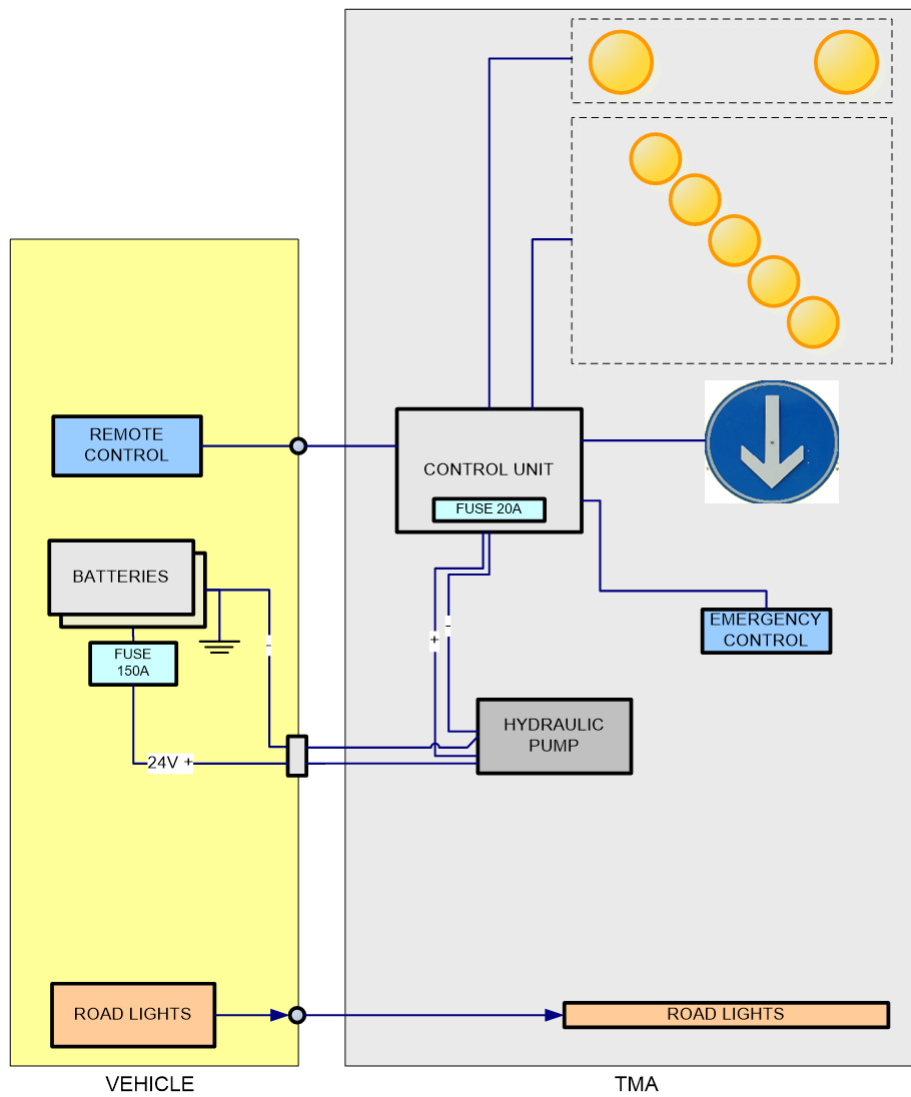 REMOTE
CONTROL
CONTROL UNIT
FUSE 20A
BATTERIES
FUSE
150A
-
+
-
EMERGENCY
CONTROL
HYDRAULIC
PUMP
24V +
ROAD LIGHTS
ROAD LIGHTS
VEHICLE
TMA